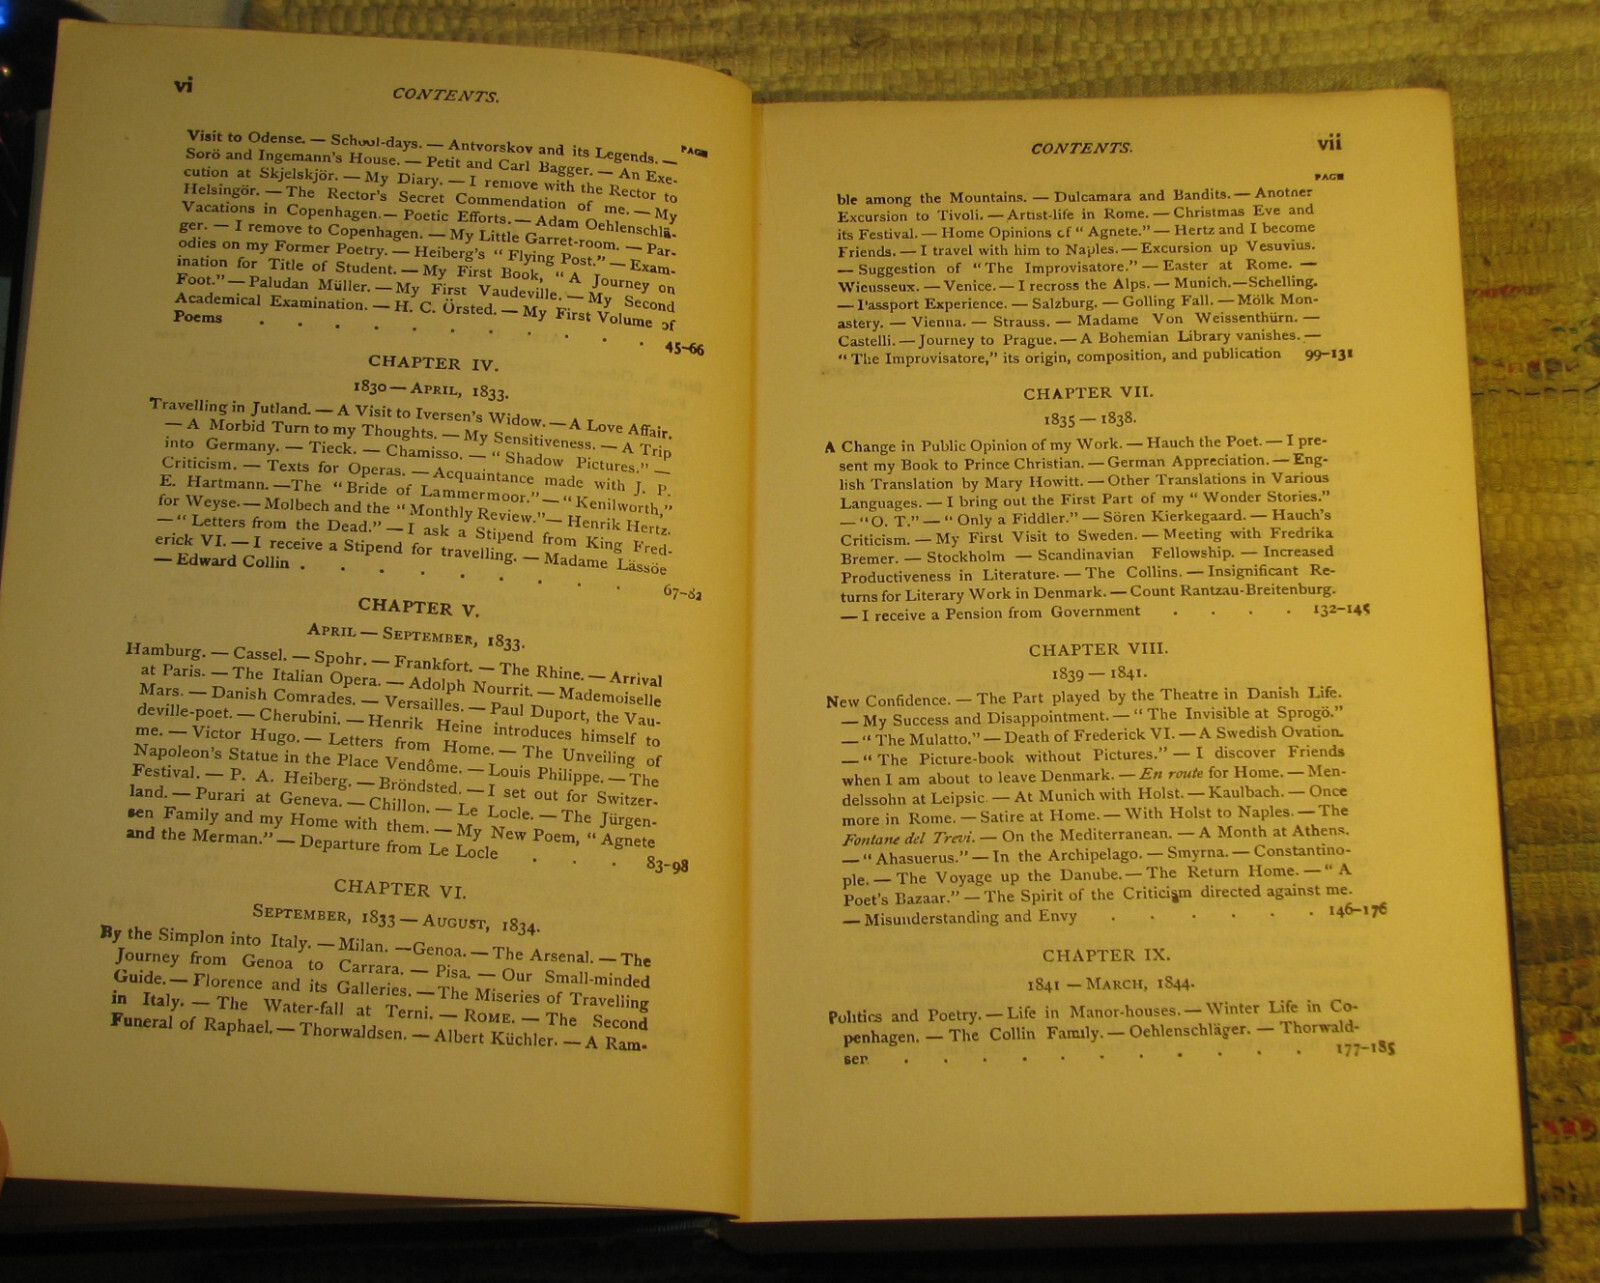 vi
CONTENTS.
PAGE
Visit to Odense. — School-days. — Antvorskov and its Legends. —
Sorö and Ingemann's House. — Petit and Carl Bagger. — An Exe-
cution at Skjelskjör. — My Diary. — I remove with the Rector to
Helsingör. — The Rector's Secret Commendation of me. — My
Vacations in Copenhagen. — Poetic Efforts. — Adam Oehlenschlä-
ger. — I remove to Copenhagen. — My Little Garret-room. — Par-
odies on my Former Poetry. — Heiberg's "Flying Post." — Exam-
ination for Title of Student. — My First Book, "A Journey on
Foot." — Paludan Müller. — My First Vaudeville. — My Second
Academical Examination. — H. C. Örsted. — My First Volume of
Poems . . . . . . . . . . . 45-66
CHAPTER IV.
1830 — APRIL, 1833.
Travelling in Jutland. — A Visit to Iversen's Widow. — A Love Affair.
— A Morbid Turn to my Thoughts. — My Sensitiveness. — A Trip
into Germany. — Tieck. — Chamisso. — "Shadow Pictures." —
Criticism. — Texts for Operas. — Acquaintance made with J. P.
E. Hartmann. — The "Bride of Lammermoor." — "Kenilworth,"
for Weyse. — Molbech and the "Monthly Review." — Henrik Hertz.
— "Letters from the Dead." — I ask a Stipend from King Fred-
erick VI. — I receive a Stipend for travelling. — Madame Lässöe
— Edward Collin . . . . . . . . . 67-82
CHAPTER V.
APRIL — SEPTEMBER, 1833.
Hamburg. — Cassel. — Spohr. — Frankfort. — The Rhine. — Arrival
at Paris. — The Italian Opera. — Adolph Nourrit. — Mademoiselle
Mars. — Danish Comrades. — Versailles. — Paul Duport, the Vau-
deville-poet. — Cherubini. — Henrik Heine introduces himself to
me. — Victor Hugo. — Letters from Home. — The Unveiling of
Napoleon's Statue in the Place Vendôme. — Louis Philippe. — The
Festival. — P. A. Heiberg. — Bröndsted. — I set out for Switzer-
land. — Purari at Geneva. — Chillon. — Le Locle. — The Jürgen-
sen Family and my Home with them. — My New Poem, "Agnete
and the Merman." — Departure from Le Locle . . . 83-98
CHAPTER VI.
SEPTEMBER, 1833 — AUGUST, 1834.
By the Simplon into Italy. — Milan. — Genoa. — The Arsenal. — The
Journey from Genoa to Carrara. — Pisa. — Our Small-minded
Guide. — Florence and its Galleries. — The Miseries of Travelling
in Italy. — The Water-fall at Terni. — ROME. — The Second
Funeral of Raphael. — Thorwaldsen. — Albert Küchler. — A Ram-
CONTENTS.
vii
PAGE
ble among the Mountains. — Dulcamara and Bandits. — Another
Excursion to Tivoli. — Artist-life in Rome. — Christmas Eve and
its Festival. — Home Opinions of "Agnete." — Hertz and I become
Friends. — I travel with him to Naples. — Excursion up Vesuvius.
— Suggestion of "The Improvisatore." — Easter at Rome. —
Wieusseux. — Venice. — I recross the Alps. — Munich. — Schelling.
— Passport Experience. — Salzburg. — Golling Fall. — Mölk Mon-
astery. — Vienna. — Strauss. — Madame Von Weissenthürn. —
Castelli. — Journey to Prague. — A Bohemian Library vanishes. —
"The Improvisatore," its origin, composition, and publication 99-131
CHAPTER VII.
1835 — 1838.
A Change in Public Opinion of my Work. — Hauch the Poet. — I pre-
sent my Book to Prince Christian. — German Appreciation. — Eng-
lish Translation by Mary Howitt. — Other Translations in Various
Languages. — I bring out the First Part of my "Wonder Stories."
— "O. T." — "Only a Fiddler." — Sören Kierkegaard. — Hauch's
Criticism. — My First Visit to Sweden. — Meeting with Fredrika
Bremer. — Stockholm — Scandinavian Fellowship. — Increased
Productiveness in Literature. — The Collins. — Insignificant Re-
turns for Literary Work in Denmark. — Count Rantzau-Breitenburg.
— I receive a Pension from Government . . . . 132-145
CHAPTER VIII.
1839 — 1841.
New Confidence. — The Part played by the Theatre in Danish Life.
— My Success and Disappointment. — "The Invisible at Sprogö."
— "The Mulatto." — Death of Frederick VI. — A Swedish Ovation.
— "The Picture-book without Pictures." — I discover Friends
when I am about to leave Denmark. — En route for Home. — Men-
delssohn at Leipsic — At Munich with Holst. — Kaulbach. — Once
more in Rome. — Satire at Home. — With Holst to Naples. — The
Fontane del Trevi. — On the Mediterranean. — A Month at Athens.
— "Ahasuerus." — In the Archipelago. — Smyrna. — Constantino-
ple. — The Voyage up the Danube. — The Return Home. — "A
Poet's Bazaar." — The Spirit of the Criticism directed against me.
— Misunderstanding and Envy . . . . . . 146-176
CHAPTER IX.
1841 — MARCH, 1844.
Politics and Poetry. — Life in Manor-houses. — Winter Life in Co-
penhagen. — The Collin Family. — Oehlenschläger. — Thorwald-
sen . . . . . . . . . . . 177-185